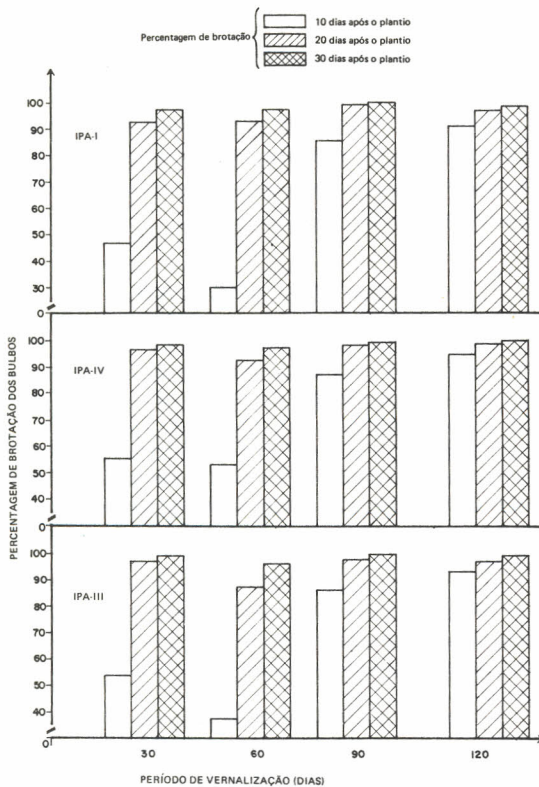 Percentagem de brotação
10 dias após o plantio
20 dias após o plantio
30 dias após o plantio
PERCENTAGEM DE BROTAÇÃO DOS BULBOS
IPA-I
100
90
80
70
60
50
40
30
0
IPA-IV
100
90
80
70
60
50
40
0
IPA-III
100
90
80
70
60
50
40
0
30 60 90 120
PERÍODO DE VERNALIZAÇÃO (DIAS)